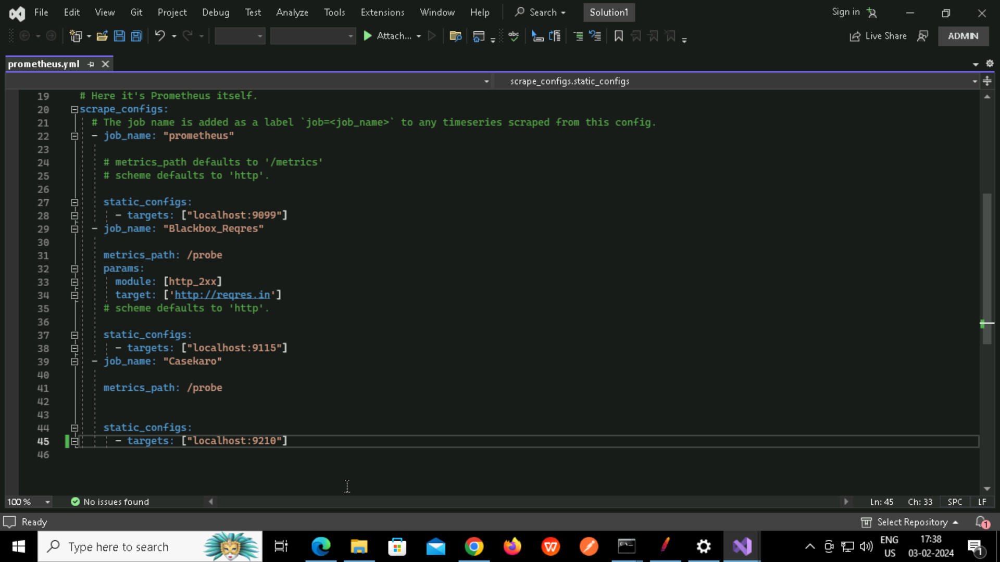 File Edit View Git Project Debug Test Analyze Tools Extensions Window Help Search Solution1 Sign in
Attach... abc Live Share ADMIN
prometheus.yml
scrape_configs.static_configs
19 # Here it's Prometheus itself.
20 scrape_configs:
21 # The job name is added as a label `job=<job_name>` to any timeseries scraped from this config.
22 - job_name: "prometheus"
23
24 # metrics_path defaults to '/metrics'
25 # scheme defaults to 'http'.
26
27 static_configs:
28 - targets: ["localhost:9099"]
29 - job_name: "Blackbox_Reqres"
30
31 metrics_path: /probe
32 params:
33 module: [http_2xx]
34 target: ['http://reqres.in']
35 # scheme defaults to 'http'.
36
37 static_configs:
38 - targets: ["localhost:9115"]
39 - job_name: "Casekaro"
40
41 metrics_path: /probe
42
43
44 static_configs:
45 - targets: ["localhost:9210"]
46
100 % No issues found Ln: 45 Ch: 33 SPC LF
Ready Select Repository 1
Type here to search ENG 17:38
US 03-02-2024 1